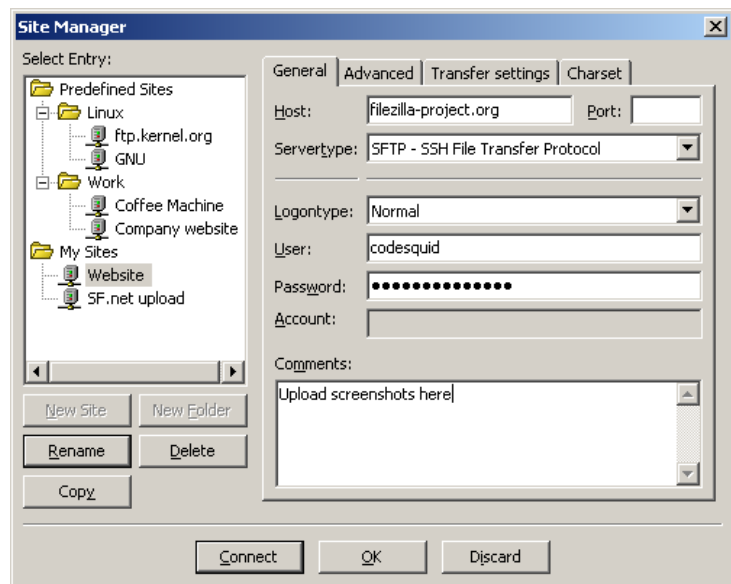 Site Manager
Select Entry:
Predefined Sites
Linux
ftp.kernel.org
GNU
Work
Coffee Machine
Company website
My Sites
Website
SF.net upload
New Site
New Folder
Rename
Delete
Copy
General
Advanced
Transfer settings
Charset
Host: filezilla-project.org Port:
Servertype: SFTP - SSH File Transfer Protocol
Logontype: Normal
User: codesquid
Password: ●●●●●●●●●●●●●●
Account:
Comments:
Upload screenshots here
Connect
OK
Discard